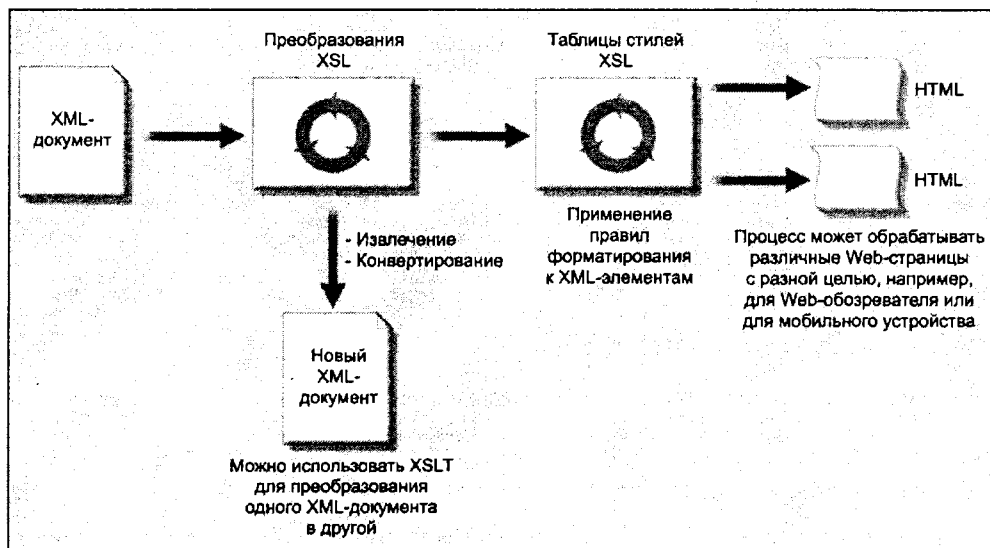 XML-
документ
Преобразования
XSL
Таблицы стилей
XSL
HTML
HTML
- Извлечение
- Конвертирование
Применение
правил
форматирования
к XML-элементам
Процесс может обрабатывать
различные Web-страницы
с разной целью, например,
для Web-обозревателя или
для мобильного устройства
Новый
XML-
документ
Можно использовать XSLT
для преобразования
одного XML-документа
в другой